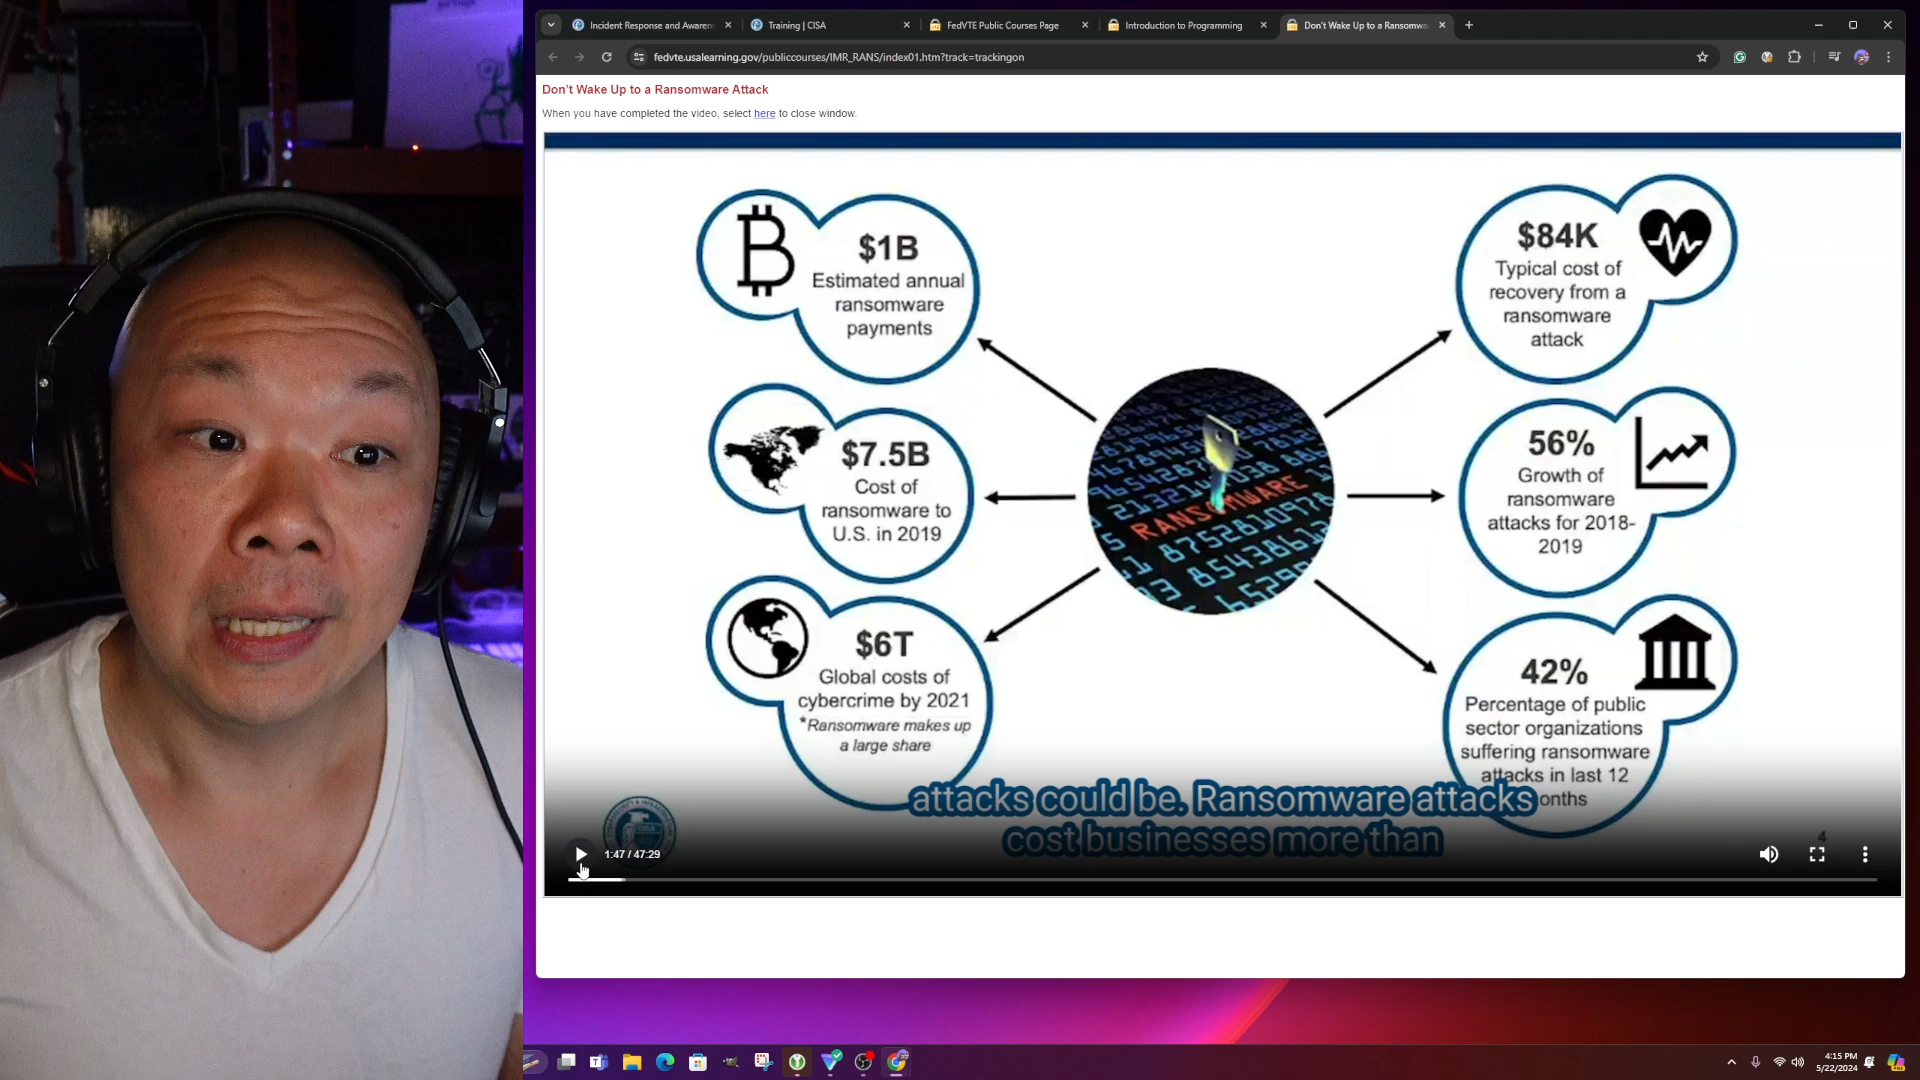 Incident Response and Awaren
Training | CISA
FedVTE Public Courses Page
Introduction to Programming
Don't Wake Up to a Ransomwa
fedvte.usalearning.gov/publiccourses/IMR_RANS/index01.htm?track=trackingon
Don't Wake Up to a Ransomware Attack
When you have completed the video, select here to close window.
$1B
Estimated annual
ransomware
payments
$84K
Typical cost of
recovery from a
ransomware
attack
$7.5B
Cost of
ransomware to
U.S. in 2019
RANSOMWARE
56%
Growth of
ransomware
attacks for 2018-
2019
$6T
Global costs of
cybercrime by 2021
*Ransomware makes up
a large share
42%
Percentage of public
sector organizations
suffering ransomware
attacks in last 12
onths
attacks could be. Ransomware attacks
cost businesses more than
CISA
4
1:47 / 47:29
4:15 PM
5/22/2024